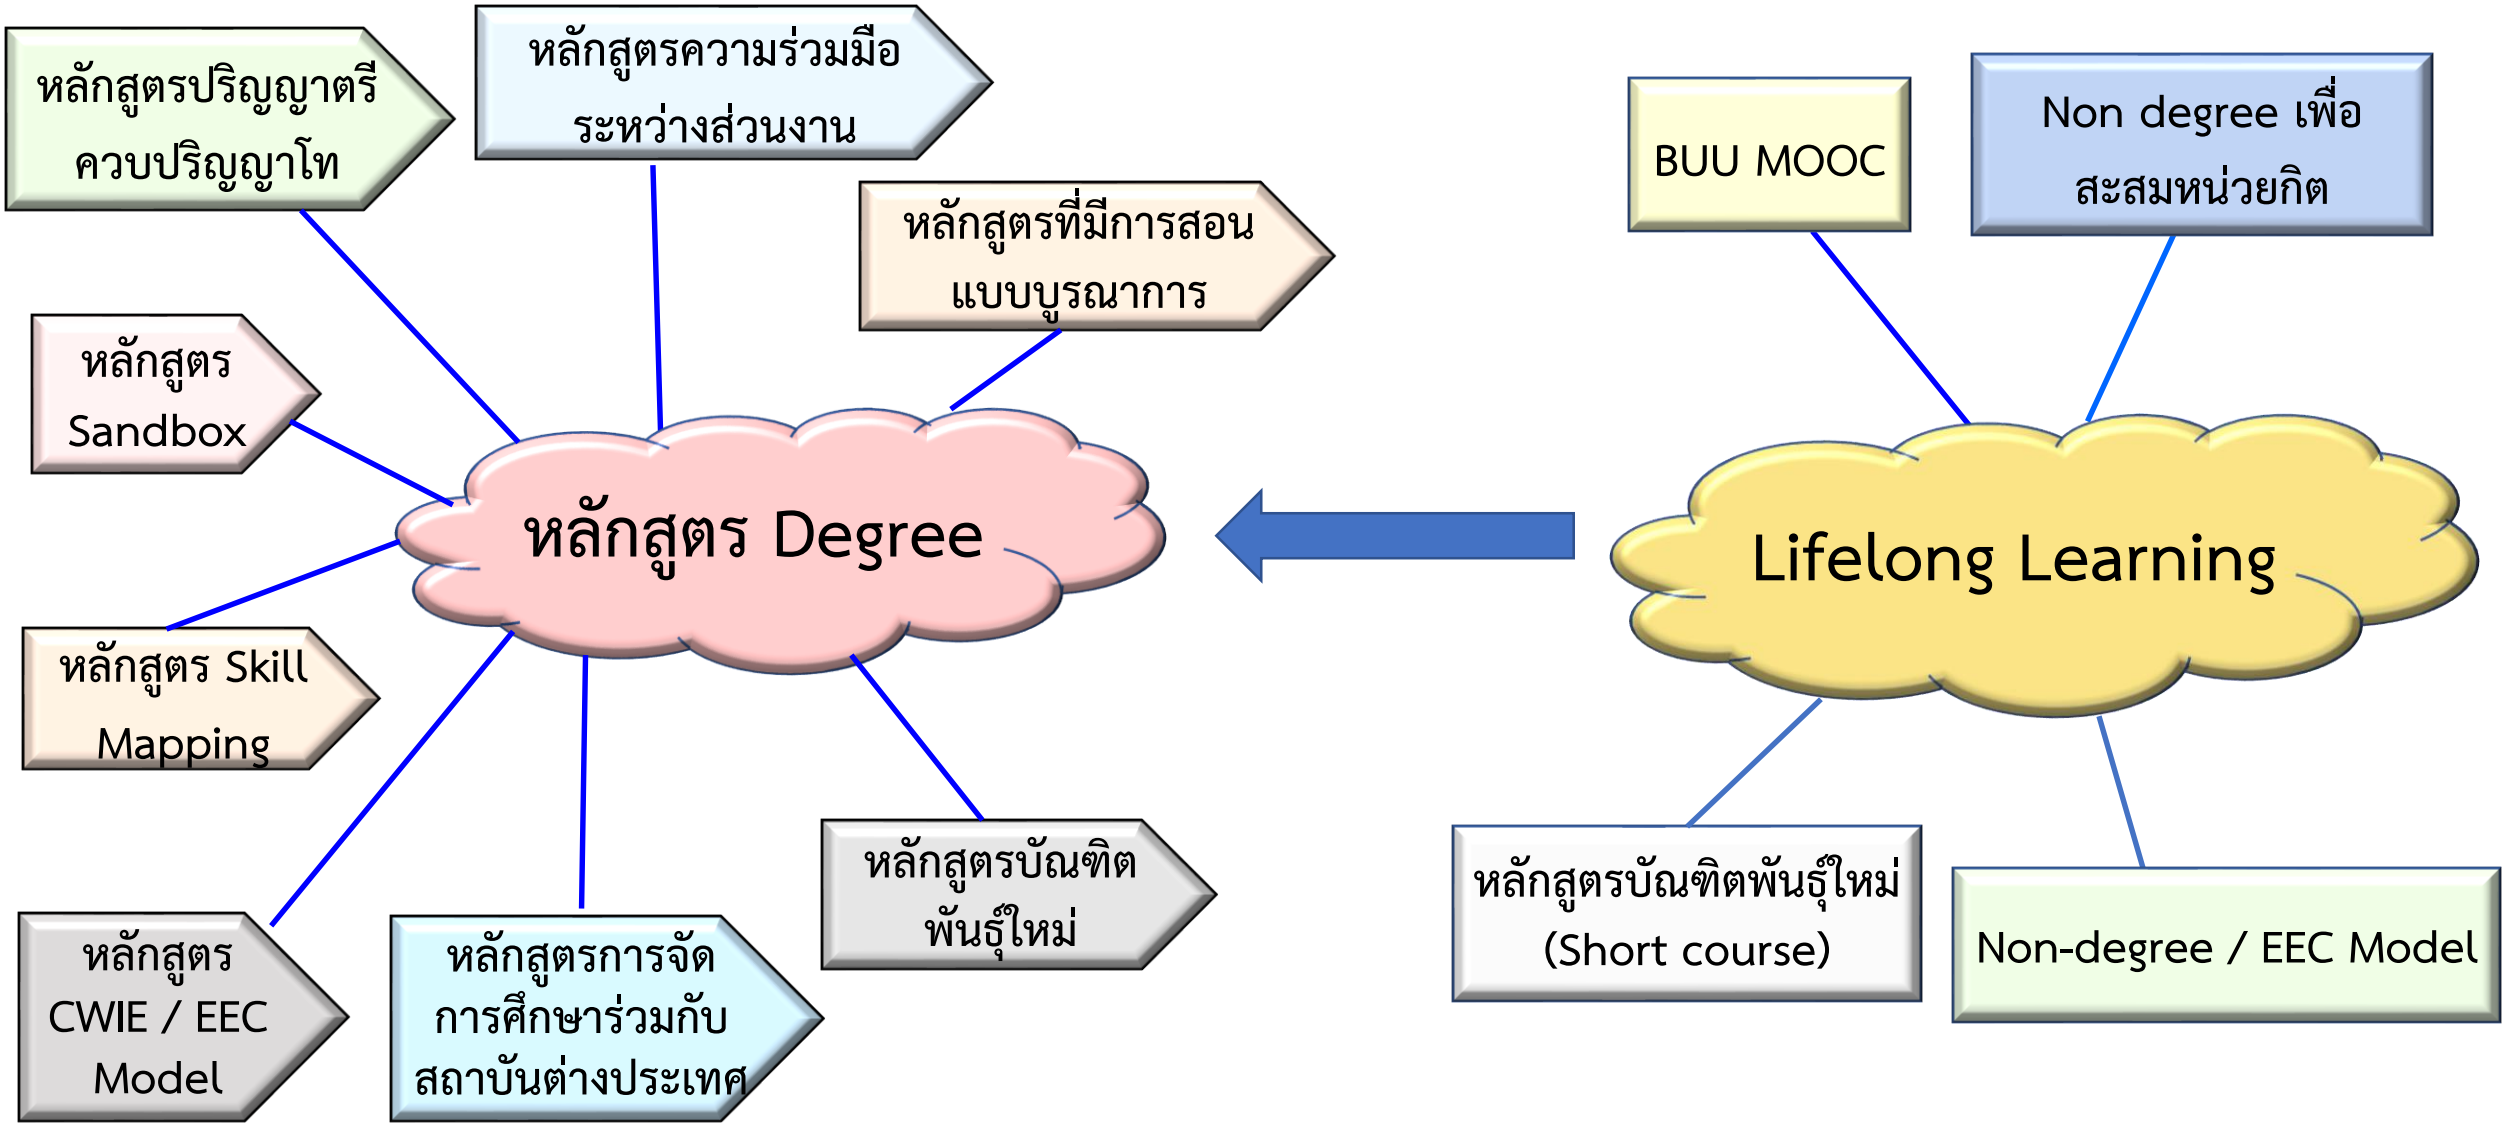 หลักสูตรปริญญาตรี
ควบปริญญาโท
หลักสูตรความร่วมมือ
ระหว่างส่วนงาน
หลักสูตรที่มีการสอน
แบบบูรณาการ
หลักสูตร
Sandbox
หลักสูตร Degree
หลักสูตร Skill
Mapping
หลักสูตร
CWIE / EEC
Model
หลักสูตรการจัด
การศึกษาร่วมกับ
สถาบันต่างประเทศ
หลักสูตรบัณฑิต
พันธุ์ใหม่
BUU MOOC
Non degree เพื่อ
สะสมหน่วยกิต
Lifelong Learning
หลักสูตรบัณฑิตพันธุ์ใหม่
(Short course)
Non-degree / EEC Model